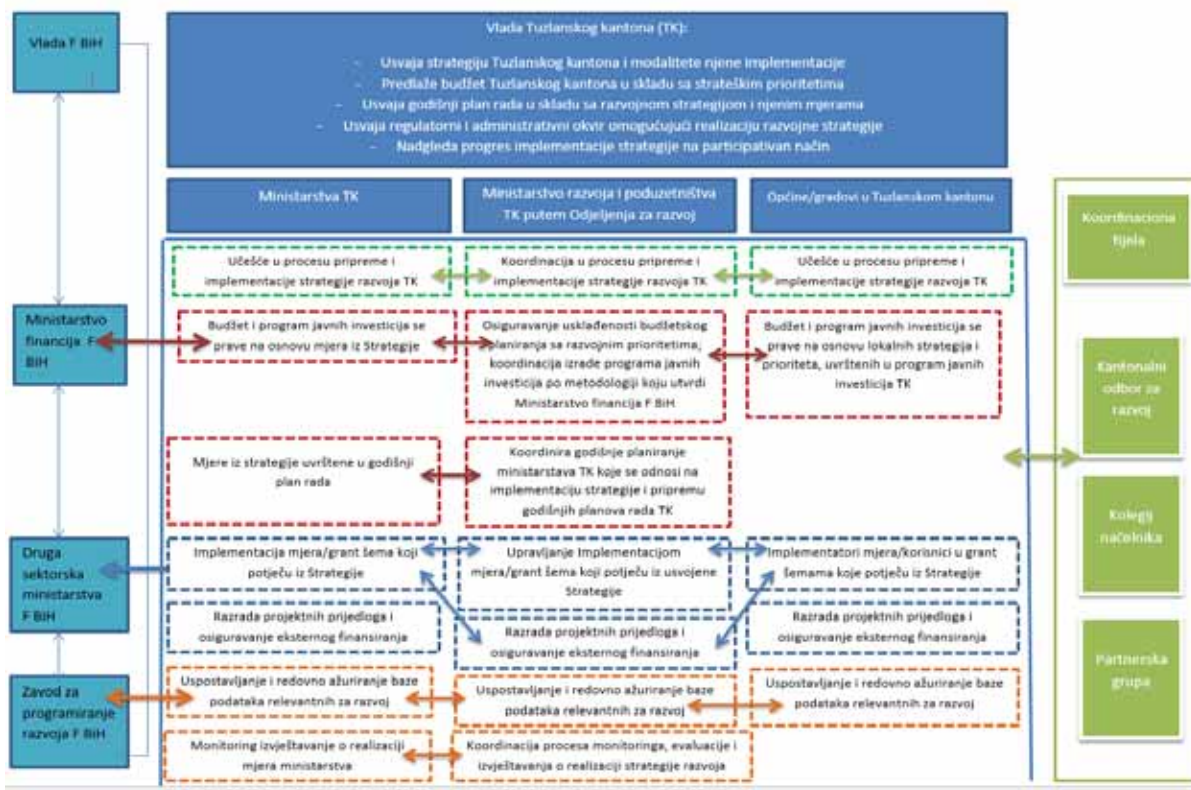 Vlada F BiH
Vlada Tuzlanskog kantona (TK):
- Usvaja strategiju Tuzlanskog kantona i modalitete njene implementacije
- Predlaže budžet Tuzlanskog kantona u skladu sa strateškim prioritetima
- Usvaja godišnji plan rada u skladu sa razvojnom strategijom i njenim mjerama
- Usvaja regulatorni i administrativni okvir omogućujući realizaciju razvojne strategije
- Nadgleda progres implementacije strategije na participativan način
Ministarstva TK
Ministarstvo razvoja i poduzetništva
TK putem Odjeljenja za razvoj
Općine/gradovi u Tuzlanskom kantonu
Učešće u procesu pripreme i
implementacije strategije razvoja TK
Koordinacija u procesu pripreme i
implementacije strategije razvoja TK
Učešće u procesu pripreme i
implementacije strategije razvoja TK
Ministarstvo
financija F
BiH
Budžet i program javnih investicija se
prave na osnovu mjera iz Strategije
Osiguravanje usklađenosti budžetskog
planiranja sa razvojnim prioritetima,
koordinacija izrade programa javnih
investicija po metodologiji koju utvrdi
Ministarstvo financija F BiH
Budžet i program javnih investicija se
prave na osnovu lokalnih strategija i
prioriteta, uvrštenih u program javnih
investicija TK
Mjere iz strategije uvrštene u godišnji
plan rada
Koordinira godišnje planiranje
ministarstava TK koje se odnosi na
implementaciju strategije i pripremu
godišnjih planova rada TK
Druga
sektorska
ministarstva
F BiH
Implementacija mjera/grant šema koji
potječu iz Strategije
Upravljanje Implementacijom
mjera/grant šema koji potječu iz usvojene
Strategije
Implementatori mjera/korisnici u grant
šemama koje potječu iz Strategije
Razrada projektnih prijedloga i
osiguravanje eksternog finansiranja
Razrada projektnih prijedloga i
osiguravanje eksternog finansiranja
Razrada projektnih prijedloga i
osiguravanje eksternog finansiranja
Zavod za
programiranje
razvoja F BiH
Uspostavljanje i redovno ažuriranje baze
podataka relevantnih za razvoj
Uspostavljanje i redovno ažuriranje baze
podataka relevantnih za razvoj
Uspostavljanje i redovno ažuriranje baze
podataka relevantnih za razvoj
Monitoring izvještavanje o realizaciji
mjera ministarstva
Koordinacija procesa monitoringa, evaluacije i
izvještavanja o realizaciji strategije razvoja
Koordinaciona
tijela
Kantonalni
odbor za
razvoj
Kolegij
načelnika
Partnerska
grupa